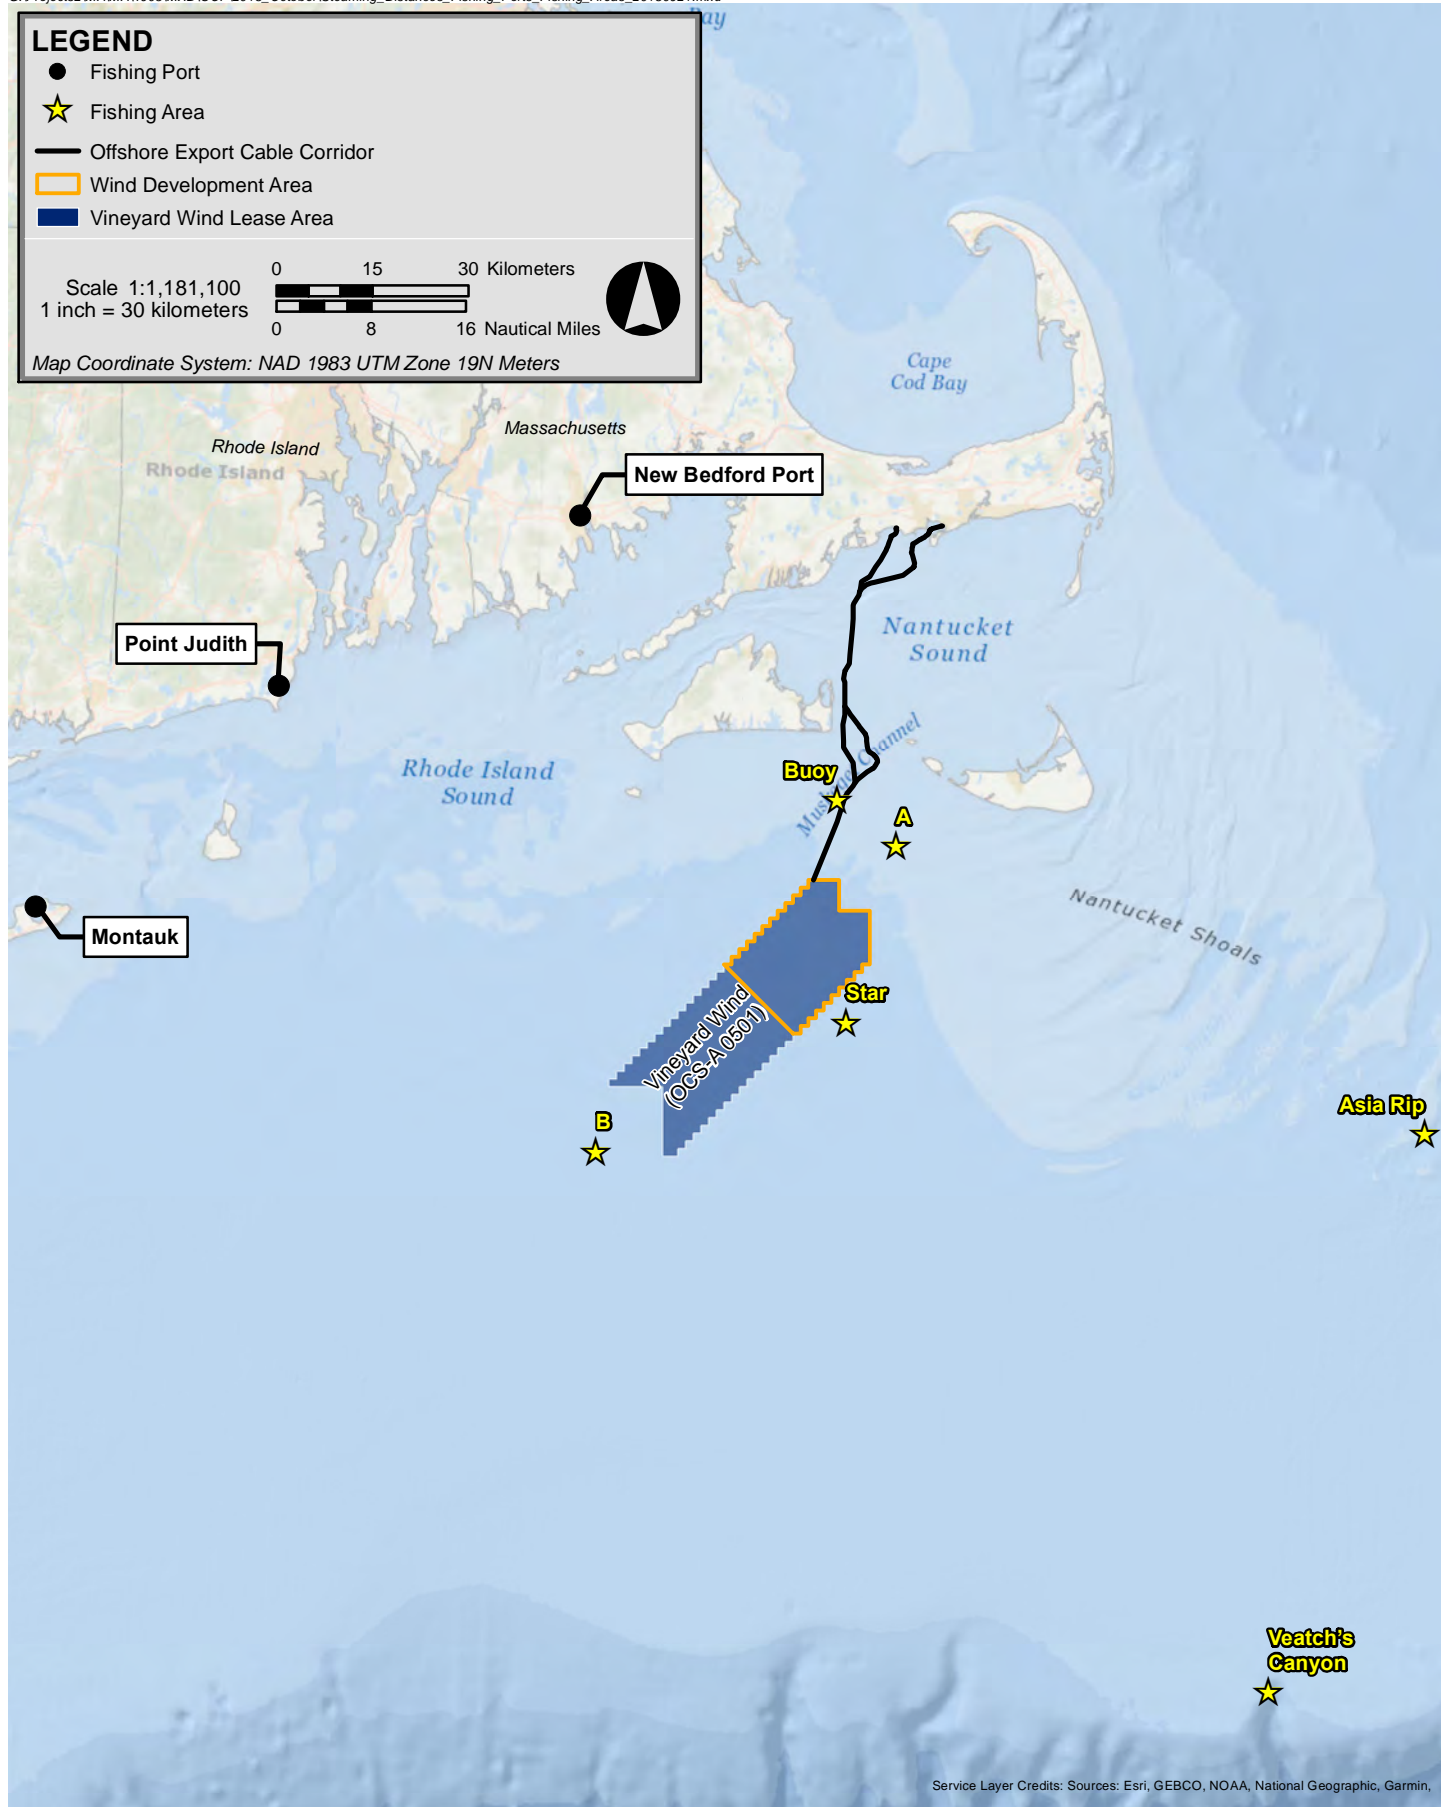 Bay
LEGEND
Fishing Port
Fishing Area
Offshore Export Cable Corridor
Wind Development Area
Vineyard Wind Lease Area
0 15 30 Kilometers
Scale 1:1,181,100
1 inch = 30 kilometers
0 8 16 Nautical Miles
Map Coordinate System: NAD 1983 UTM Zone 19N Meters
Cape
Cod Bay
Massachusetts
Rhode Island
Rhode Island
New Bedford Port
Nantucket
Sound
Point Judith
Rhode Island
Sound
Buoy
Channel
A
Nantucket Shoals
Montauk
Star
Vineyard Wind
(OCS-A 0501)
B
Asia Rip
Veatch's
Canyon
Service Layer Credits: Sources: Esri, GEBCO, NOAA, National Geographic, Garmin,